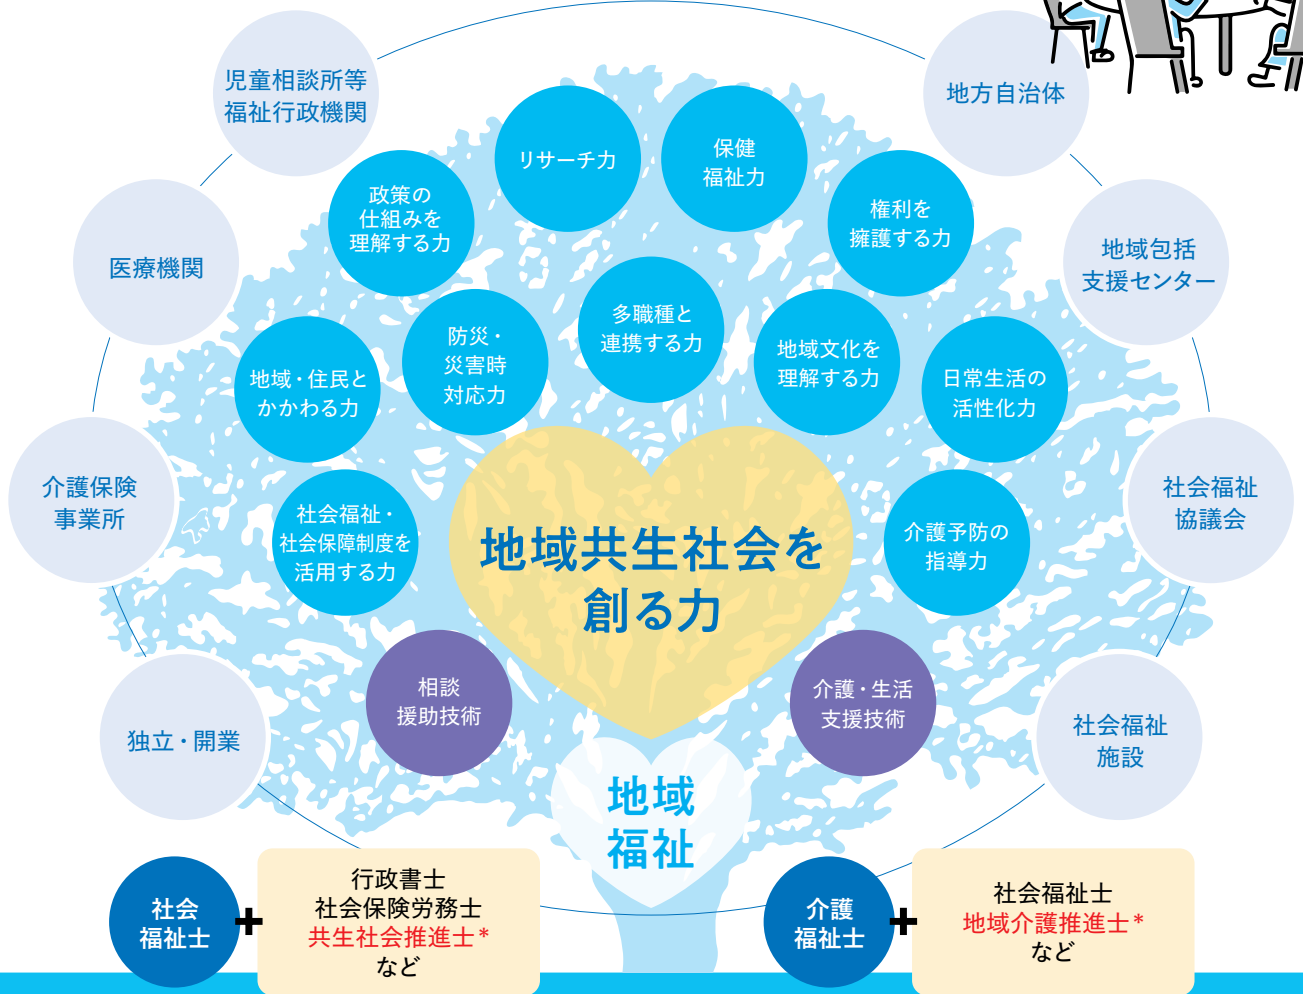 児童相談所等
福祉行政機関
地方自治体
リサーチ力
保健
福祉力
政策の
仕組みを
理解する力
権利を
擁護する力
医療機関
地域包括
支援センター
多職種と
連携する力
防災・
災害時
対応力
地域文化を
理解する力
地域・住民と
かかわる力
日常生活の
活性化力
介護保険
事業所
社会福祉
協議会
社会福祉・
社会保障制度を
活用する力
介護予防の
指導力
地域共生社会を
創る力
相談
援助技術
介護・生活
支援技術
独立・開業
社会福祉
施設
地域
福祉
社会
福祉士
+
行政書士
社会保険労務士
共生社会推進士*
など
介護
福祉士
+
社会福祉士
地域介護推進士*
など